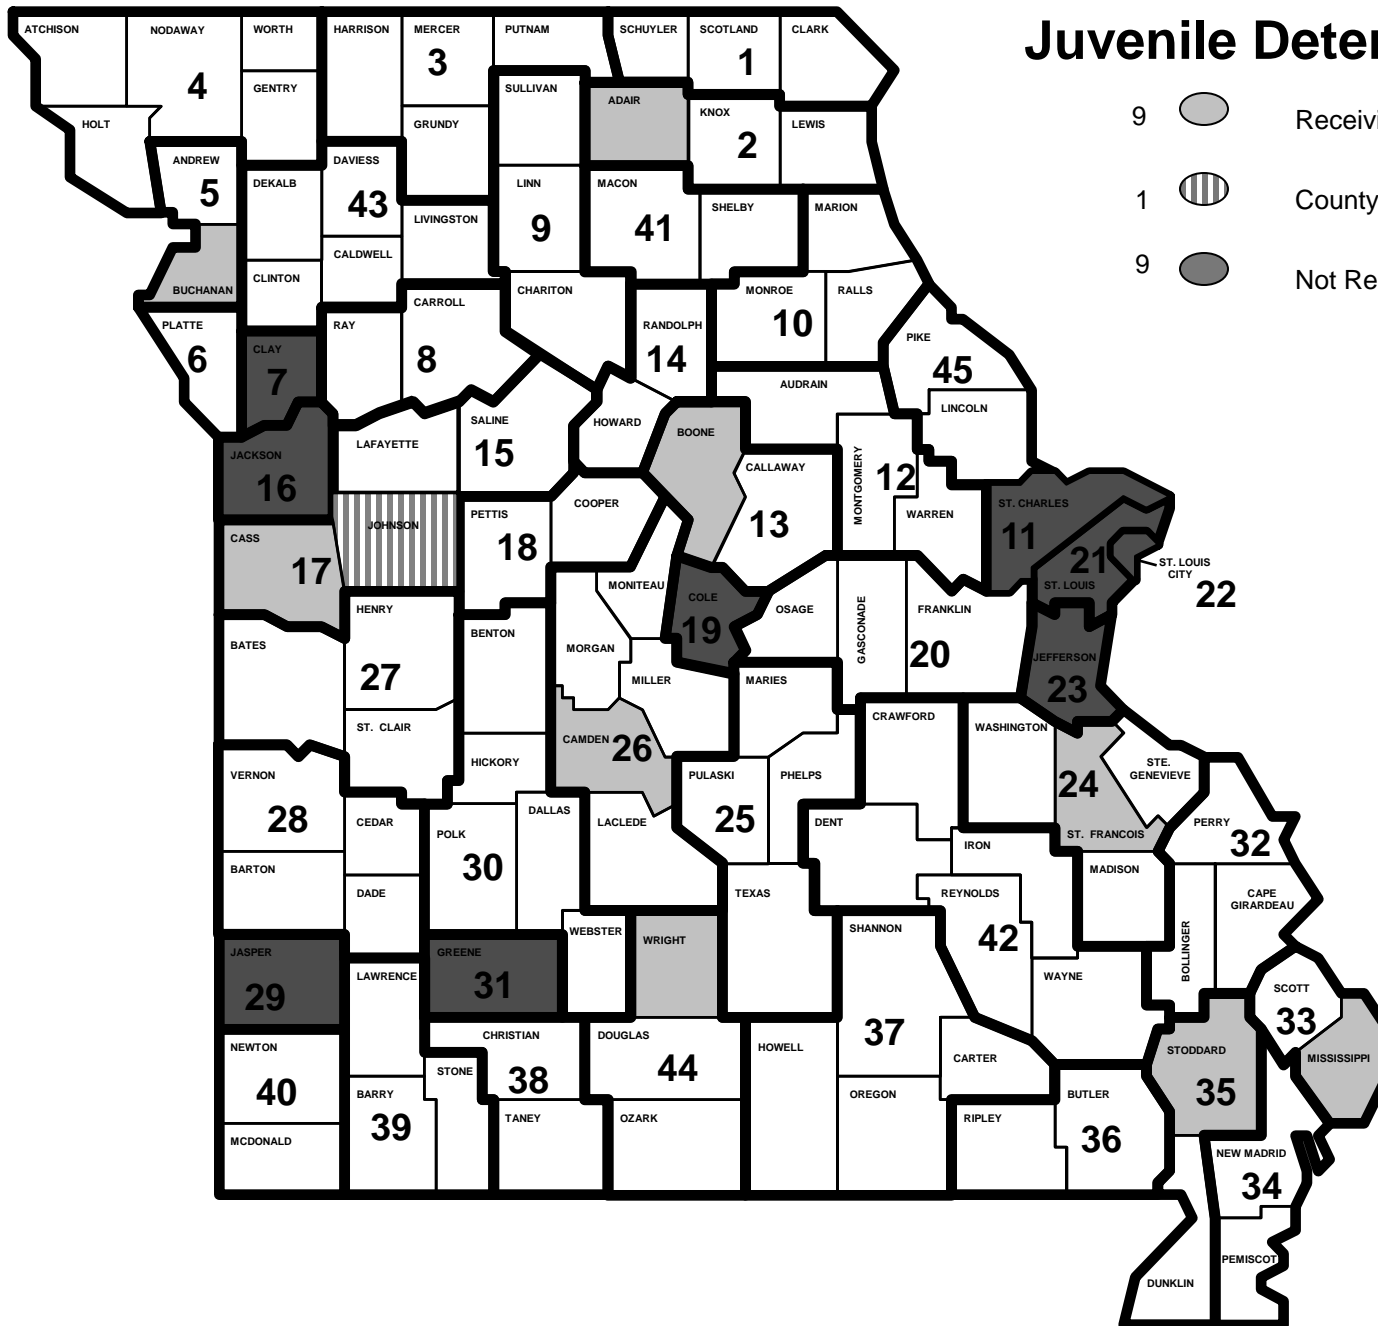 Juvenile Deter
9 Receivi
1 County
9 Not Re
ATCHISON
NODAWAY
WORTH
HARRISON
MERCER
PUTNAM
SCHUYLER
SCOTLAND
CLARK
3
1
4
GENTRY
SULLIVAN
ADAIR
KNOX
LEWIS
HOLT
GRUNDY
2
ANDREW
DAVIESS
5
DEKALB
LINN
MACON
43
LIVINGSTON
9
41
SHELBY
MARION
CALDWELL
CLINTON
BUCHANAN
CHARITON
MONROE
RALLS
CARROLL
PLATTE
RAY
RANDOLPH
10
6
CLAY
8
14
PIKE
7
45
AUDRAIN
LINCOLN
SALINE
HOWARD
BOONE
LAFAYETTE
15
JACKSON
16
CALLAWAY
MONTGOMERY
12
COOPER
PETTIS
WARREN
ST. CHARLES
JOHNSON
13
CASS
18
11
17
21
ST. LOUIS
CITY
ST. LOUIS
22
MONITEAU
COLE
HENRY
OSAGE
GASCONADE
FRANKLIN
BENTON
19
BATES
MORGAN
20
JEFFERSON
27
MILLER
MARIES
23
ST. CLAIR
CRAWFORD
WASHINGTON
CAMDEN
26
HICKORY
STE.
GENEVIEVE
VERNON
PULASKI
PHELPS
24
28
CEDAR
DALLAS
LACLEDE
25
DENT
POLK
ST. FRANCOIS
PERRY
32
IRON
30
BARTON
MADISON
DADE
TEXAS
REYNOLDS
CAPE
GIRARDEAU
WEBSTER
SHANNON
42
JASPER
GREENE
WRIGHT
BOLLINGER
LAWRENCE
WAYNE
29
31
SCOTT
33
CHRISTIAN
DOUGLAS
37
NEWTON
HOWELL
STODDARD
CARTER
MISSISSIPPI
STONE
38
44
40
BARRY
OREGON
BUTLER
35
39
TANEY
OZARK
RIPLEY
36
MCDONALD
NEW MADRID
34
PEMISCOT
DUNKLIN